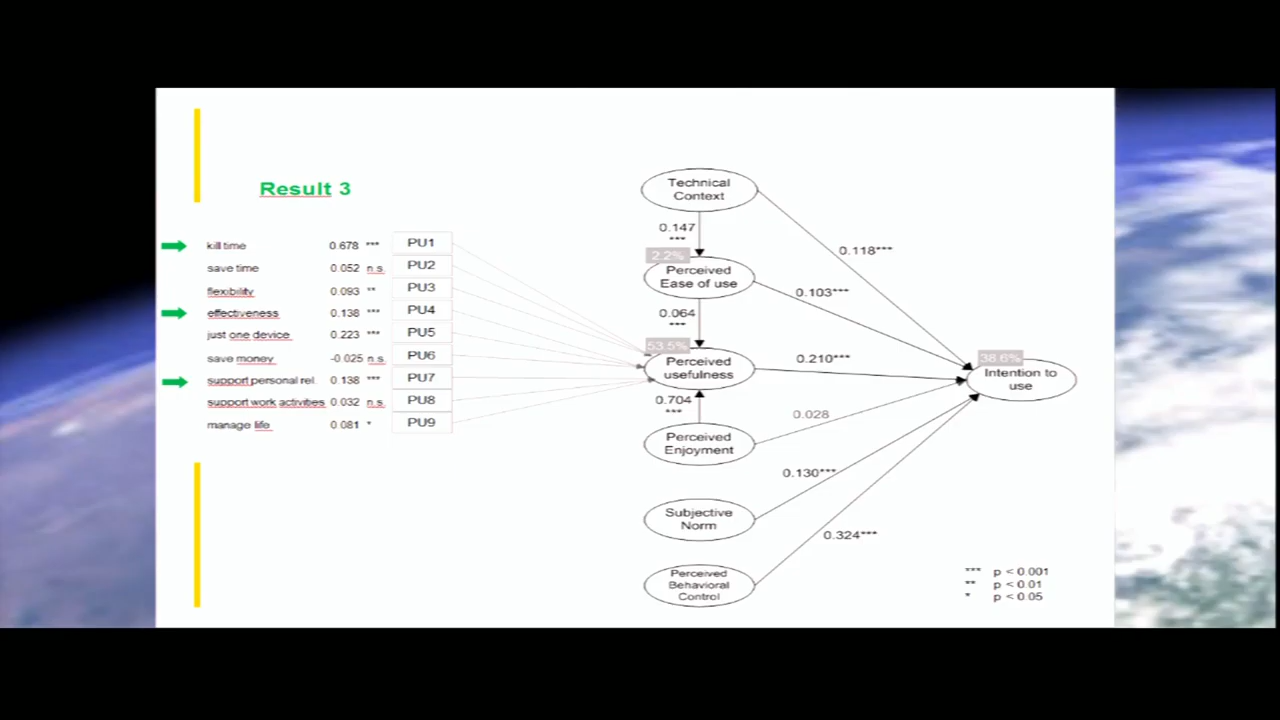 Result 3
kill time 0.678 *** PU1
save time 0.052 n.s. PU2
flexibility 0.093 ** PU3
effectiveness 0.138 *** PU4
just one device 0.223 *** PU5
save money -0.025 n.s. PU6
support personal rel. 0.138 *** PU7
support work activities 0.032 n.s. PU8
manage life 0.081 * PU9
Technical
Context
0.147
***
0.118***
2.2%
Perceived
Ease of use
0.103***
0.064
***
53.5%
Perceived
usefulness
0.210***
38.6%
Intention to
use
0.704
***
0.028
Perceived
Enjoyment
0.130***
Subjective
Norm
0.324***
Perceived
Behavioral
Control
*** p < 0.001
** p < 0.01
* p < 0.05